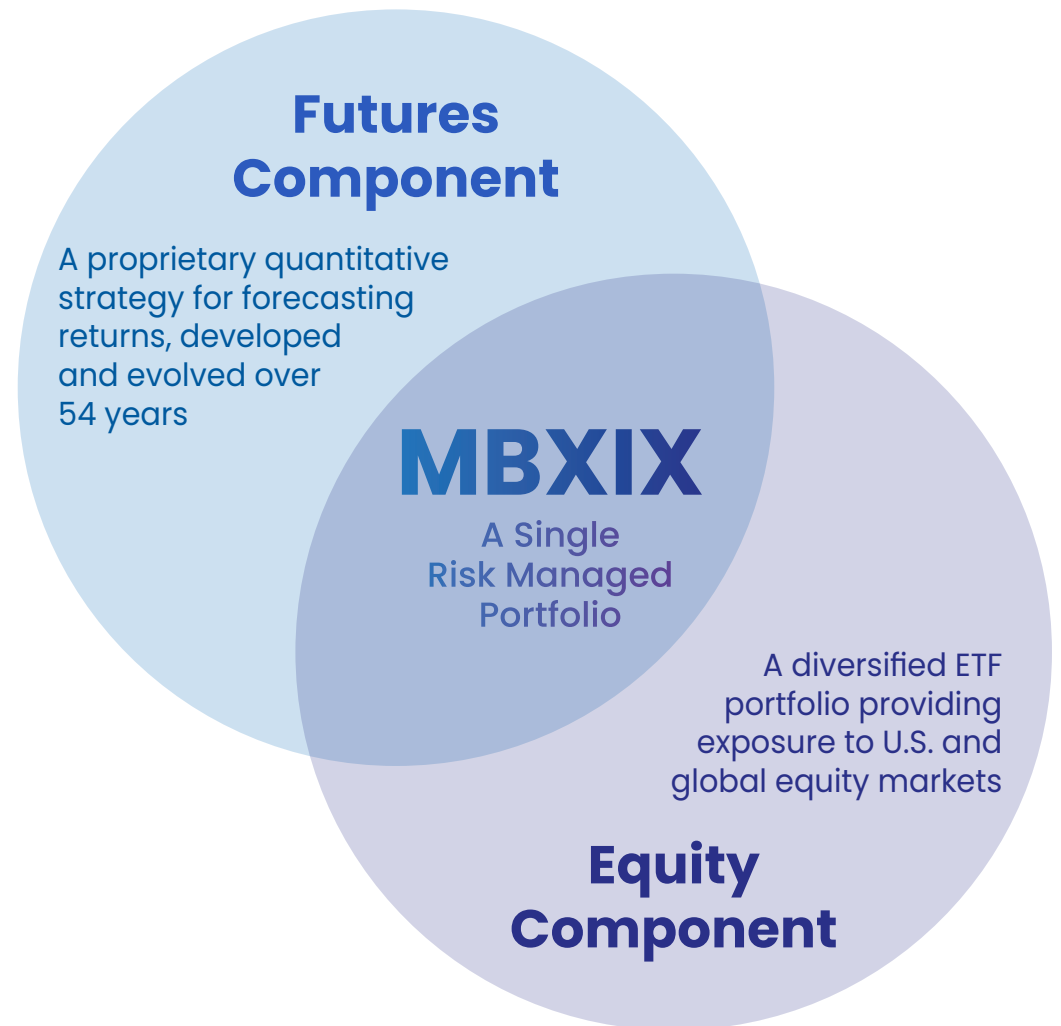 Futures
Component
A proprietary quantitative
strategy for forecasting
returns, developed
and evolved over
54 years
MBXIX
A Single
Risk Managed
Portfolio
A diversified ETF
portfolio providing
exposure to U.S. and
global equity markets
Equity
Component